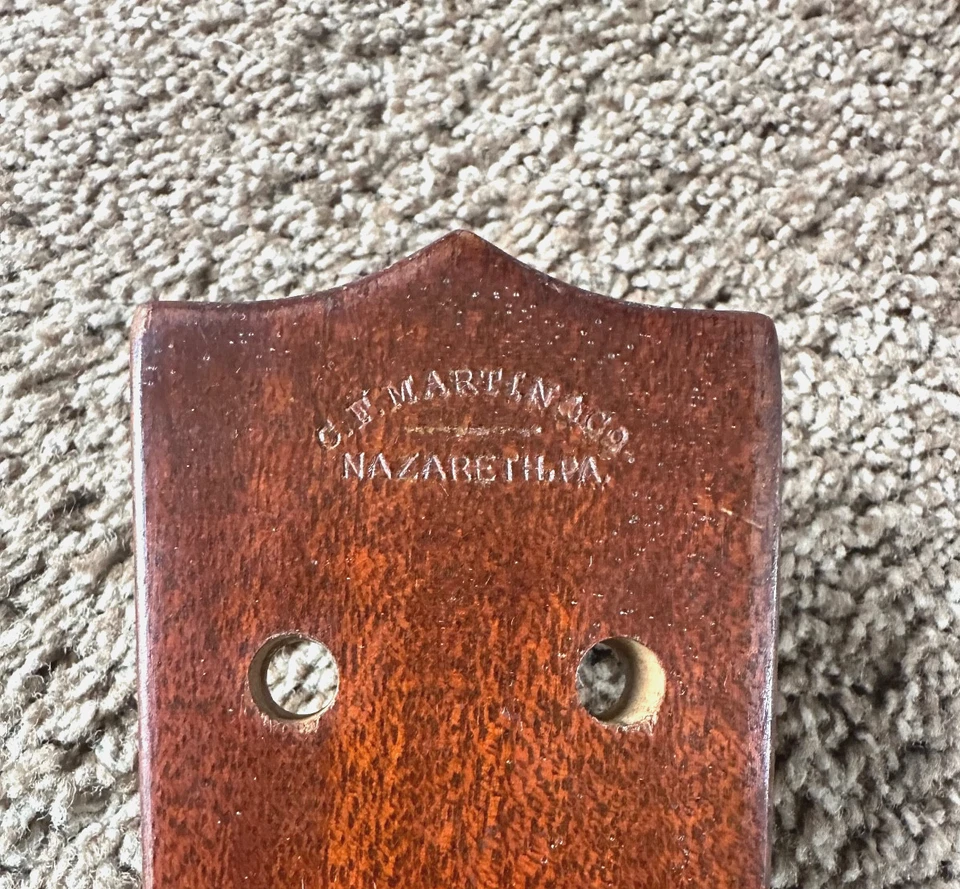 C. F. MARTIN & CO.
NAZARETH, PA.